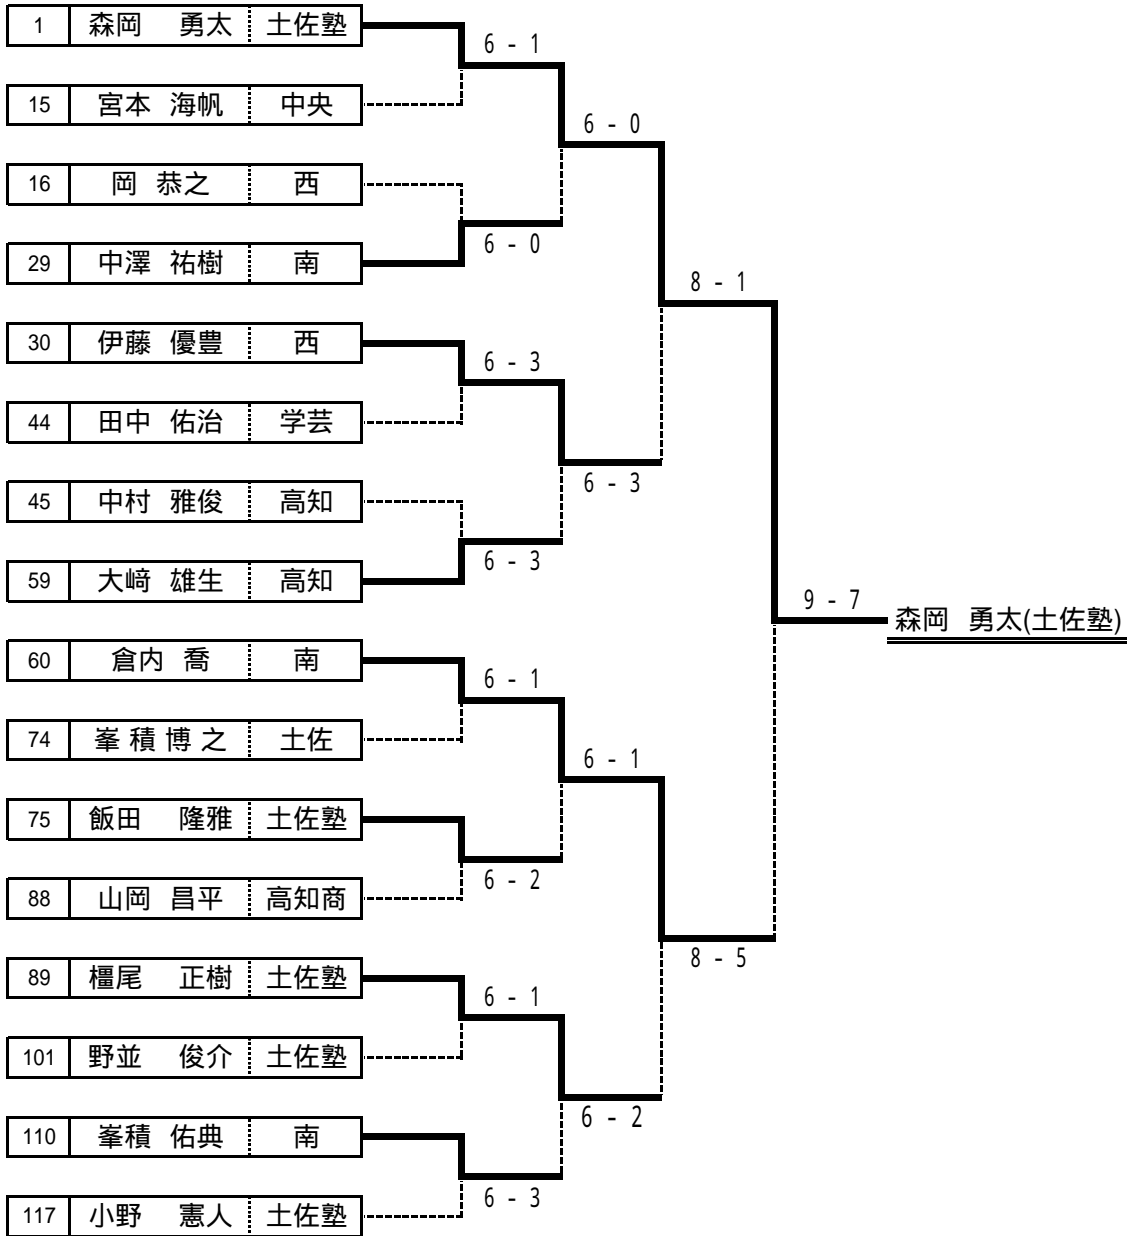 1 森岡 勇太 土佐塾
6 - 1
15 宮本 海帆 中央
6 - 0
16 岡 恭之 西
6 - 0
29 中澤 祐樹 南
8 - 1
30 伊藤 優豊 西
6 - 3
44 田中 佑治 学芸
6 - 3
45 中村 雅俊 高知
6 - 3
59 大﨑 雄生 高知
9 - 7
森岡 勇太(土佐塾)
60 倉内 喬 南
6 - 1
74 峯積博之 土佐
6 - 1
75 飯田 隆雅 土佐塾
6 - 2
88 山岡 昌平 高知商
8 - 5
89 橿尾 正樹 土佐塾
6 - 1
101 野並 俊介 土佐塾
6 - 2
110 峯積 佑典 南
6 - 3
117 小野 憲人 土佐塾